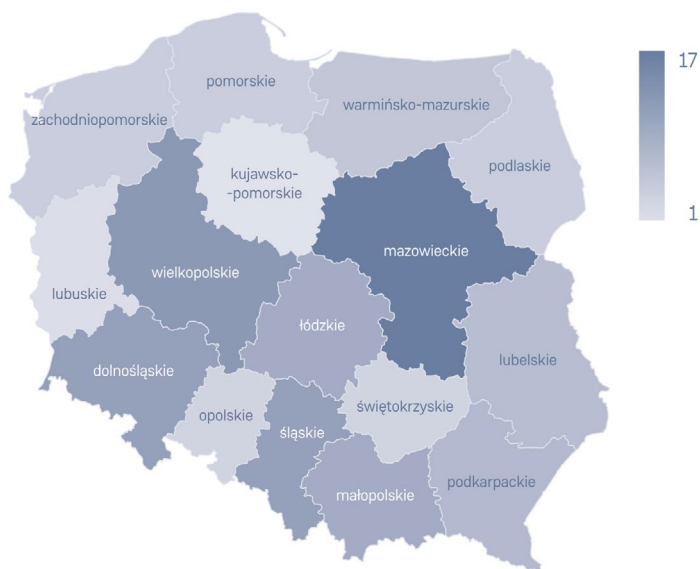 17
pomorskie
warmińsko-mazurskie
zachodniopomorskie
podlaskie
kujawsko-
-pomorskie
1
mazowieckie
wielkopolskie
lubuskie
łódzkie
lubelskie
dolnośląskie
opolskie
świętokrzyskie
śląskie
podkarpackie
małopolskie